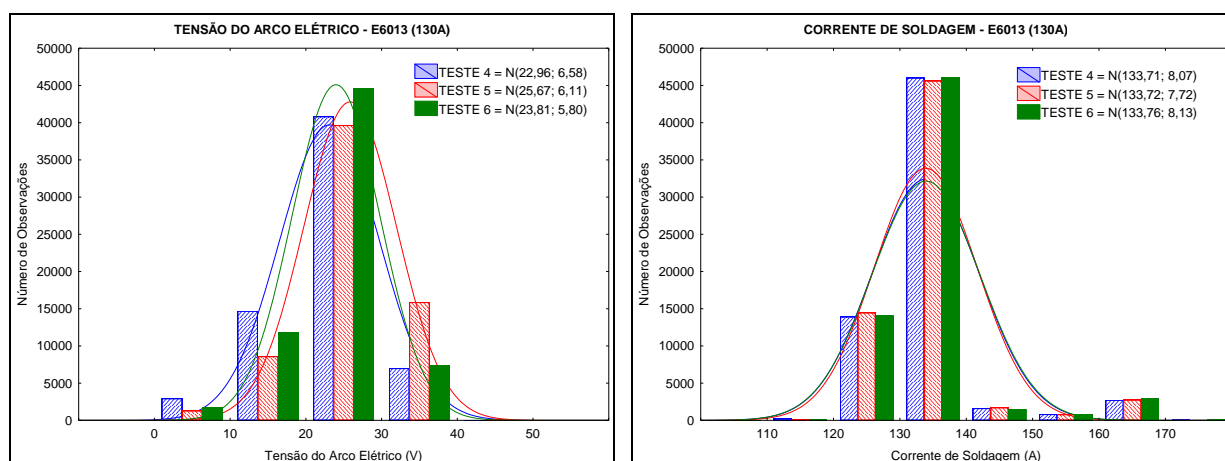 TENSÃO DO ARCO ELÉTRICO - E6013 (130A)
Número de Observações
50000
45000
40000
35000
30000
25000
20000
15000
10000
5000
0
TESTE 4 = N(22,96; 6,58)
TESTE 5 = N(25,67; 6,11)
TESTE 6 = N(23,81; 5,80)
0 10 20 30 40 50
Tensão do Arco Elétrico (V)
CORRENTE DE SOLDAGEM - E6013 (130A)
Número de Observações
50000
45000
40000
35000
30000
25000
20000
15000
10000
5000
0
TESTE 4 = N(133,71; 8,07)
TESTE 5 = N(133,72; 7,72)
TESTE 6 = N(133,76; 8,13)
110 120 130 140 150 160 170
Corrente de Soldagem (A)